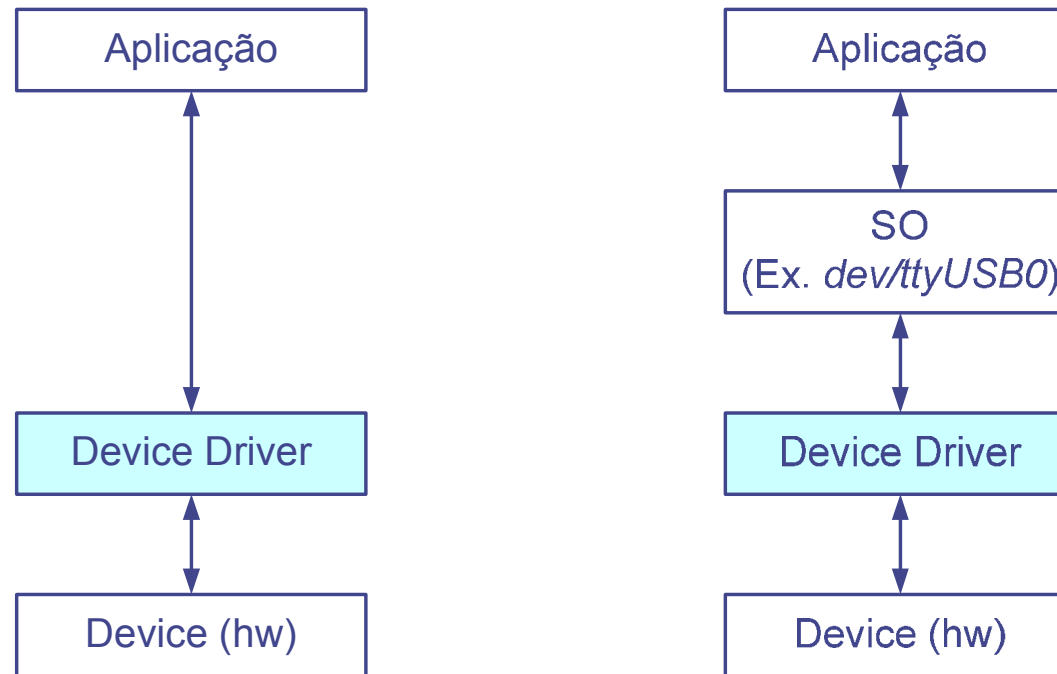 Aplicação
Aplicação
SO
(Ex. dev/ttyUSB0)
Device Driver
Device Driver
Device (hw)
Device (hw)